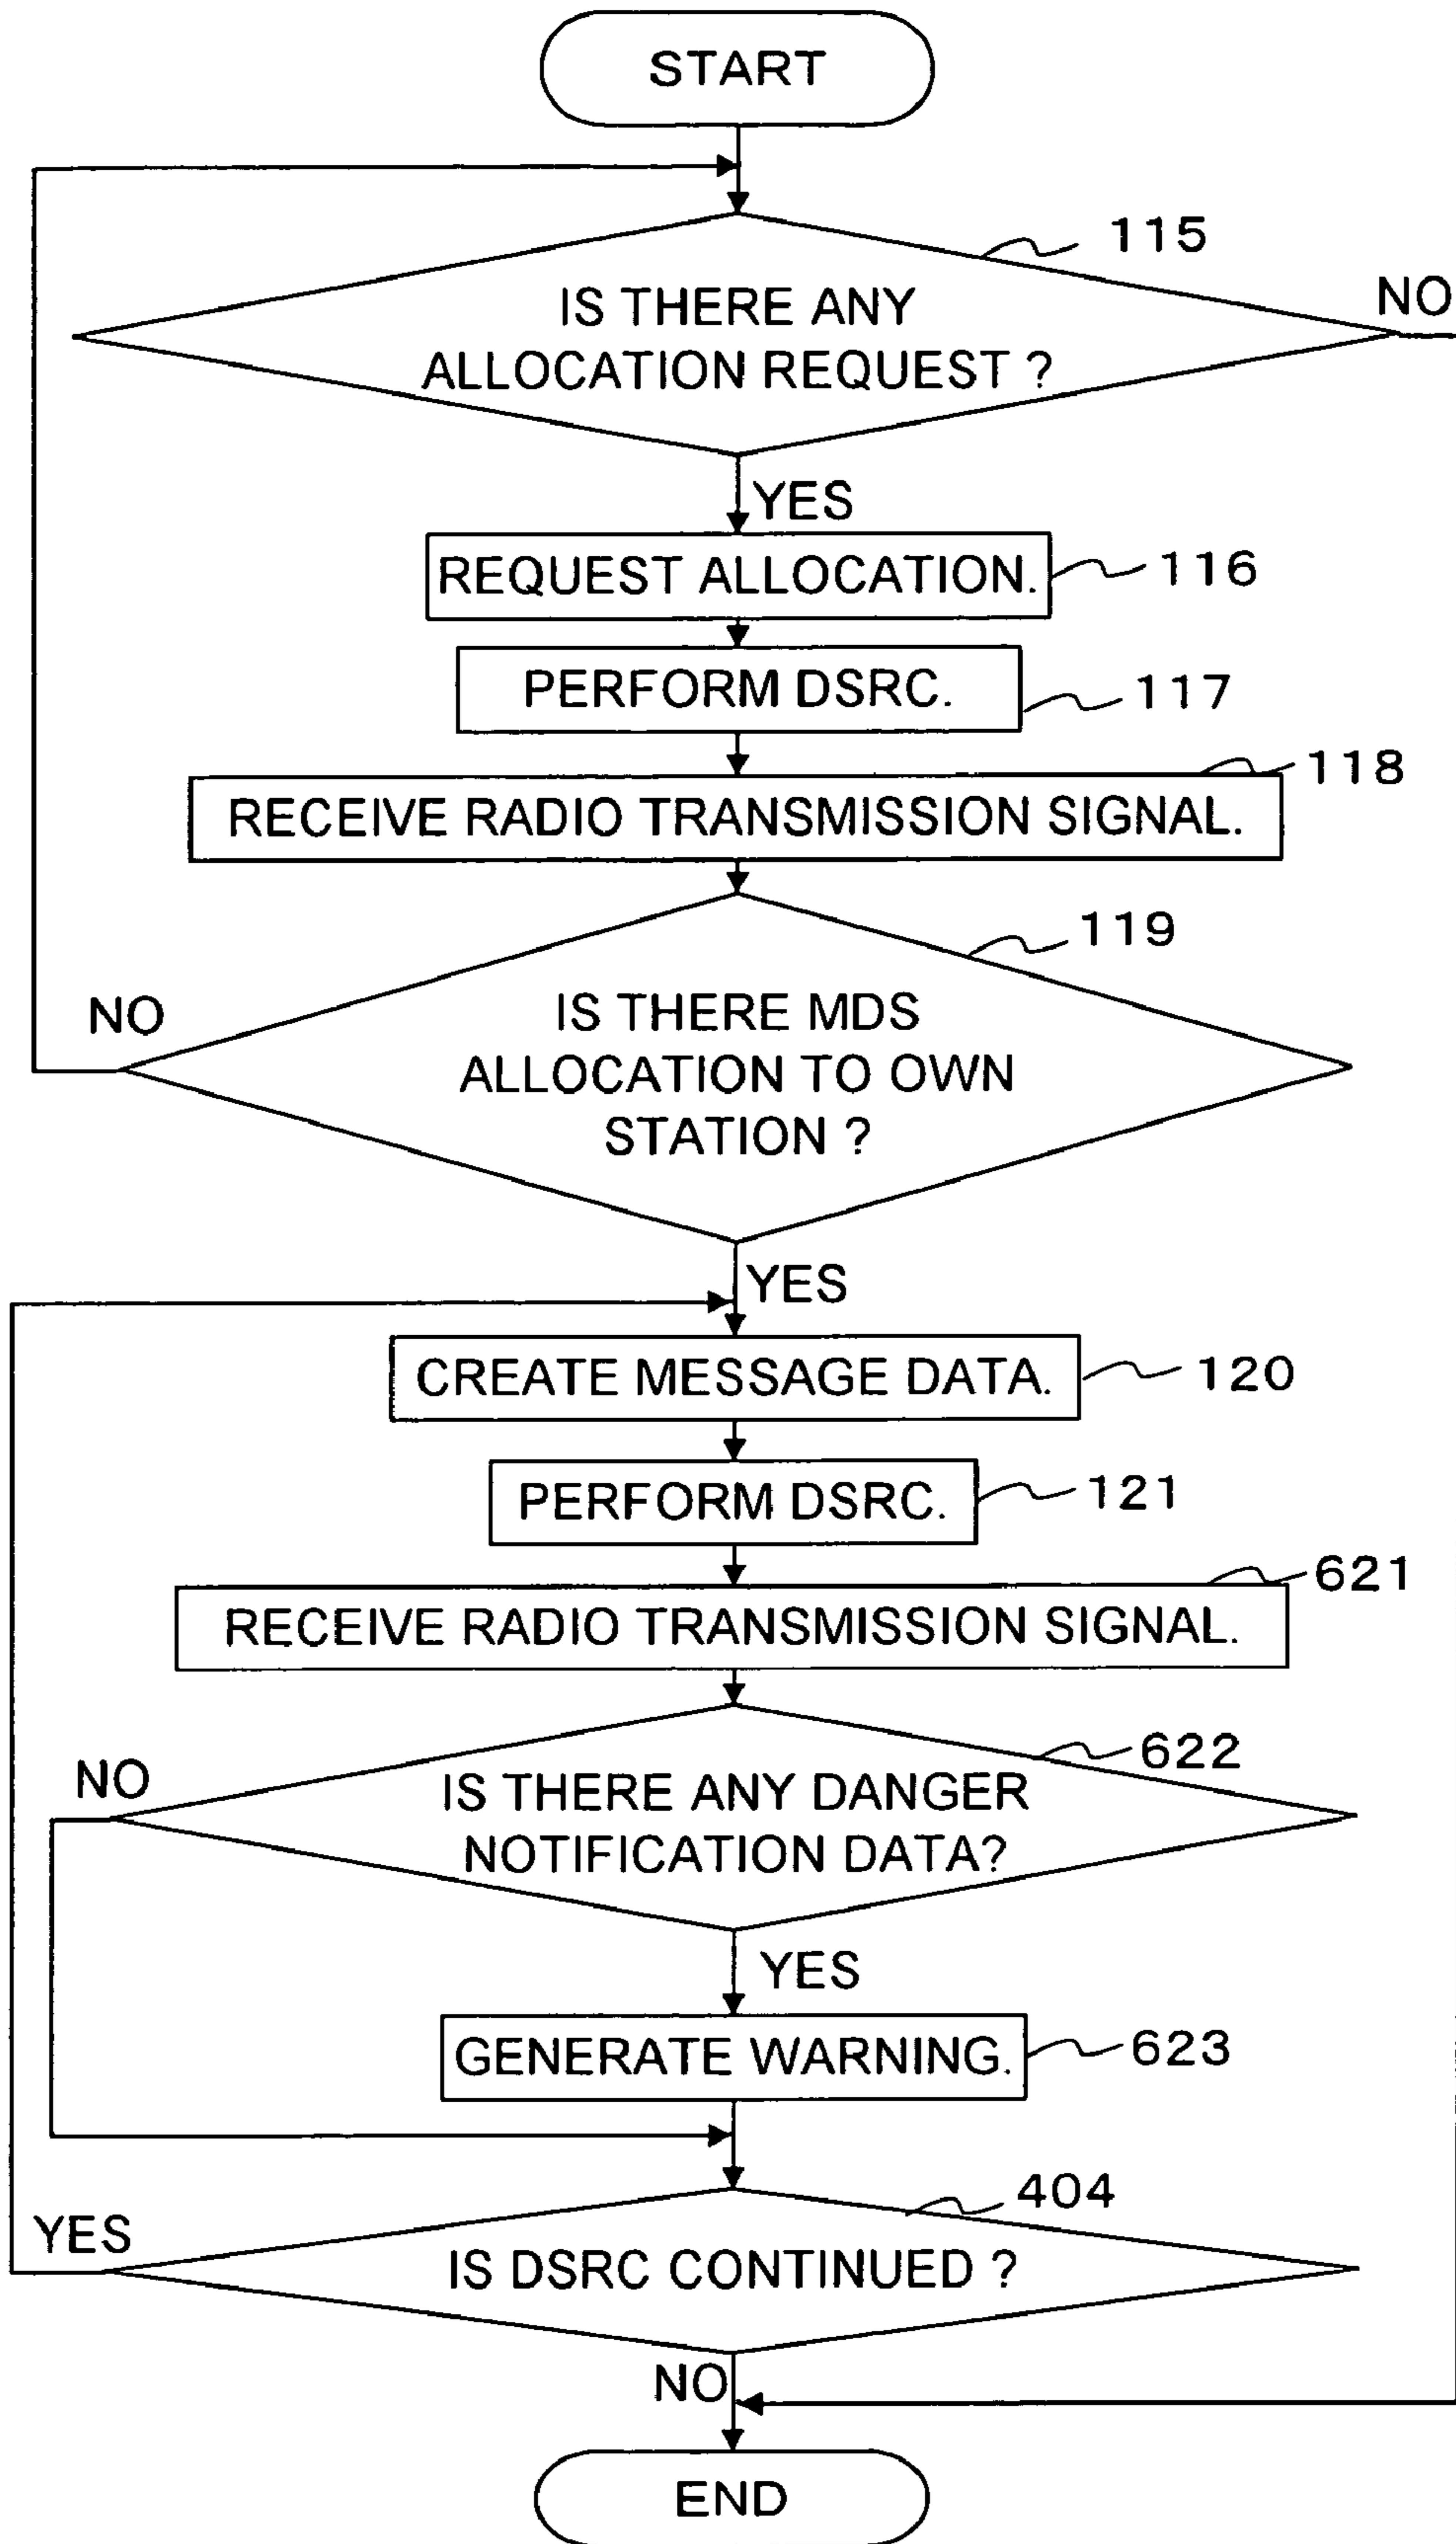 START
115
NO
IS THERE ANY
ALLOCATION REQUEST ?
YES
REQUEST ALLOCATION.
116
PERFORM DSRC.
117
118
RECEIVE RADIO TRANSMISSION SIGNAL.
119
NO
IS THERE MDS
ALLOCATION TO OWN
STATION ?
YES
CREATE MESSAGE DATA.
120
PERFORM DSRC.
121
621
RECEIVE RADIO TRANSMISSION SIGNAL.
622
NO
IS THERE ANY DANGER
NOTIFICATION DATA?
YES
GENERATE WARNING.
623
404
YES
IS DSRC CONTINUED ?
NO
END